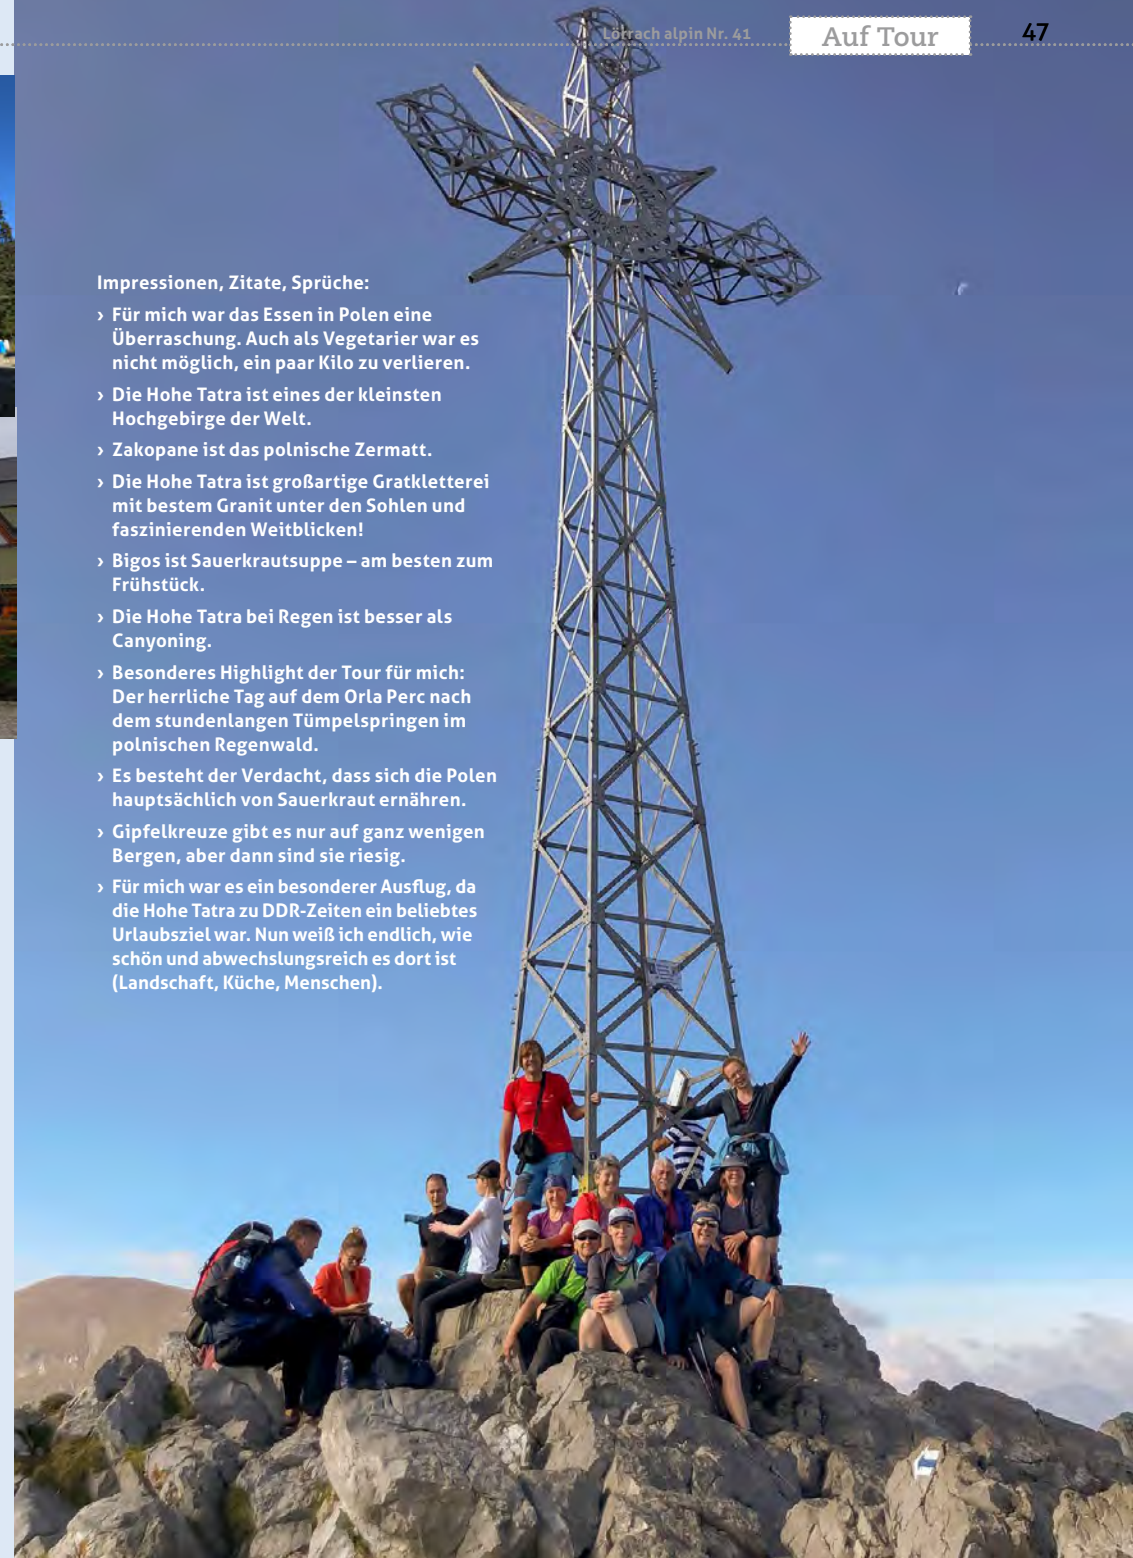 Lörrach alpin Nr. 41
Auf Tour
47
Impressionen, Zitate, Sprüche:
› Für mich war das Essen in Polen eine
Überraschung. Auch als Vegetarier war es
nicht möglich, ein paar Kilo zu verlieren.
› Die Hohe Tatra ist eines der kleinsten
Hochgebirge der Welt.
› Zakopane ist das polnische Zermatt.
› Die Hohe Tatra ist großartige Gratkletterei
mit bestem Granit unter den Sohlen und
faszinierenden Weitblicken!
› Bigos ist Sauerkrautsuppe – am besten zum
Frühstück.
› Die Hohe Tatra bei Regen ist besser als
Canyoning.
› Besonderes Highlight der Tour für mich:
Der herrliche Tag auf dem Orla Perc nach
dem stundenlangen Tümpelspringen im
polnischen Regenwald.
› Es besteht der Verdacht, dass sich die Polen
hauptsächlich von Sauerkraut ernähren.
› Gipfelkreuze gibt es nur auf ganz wenigen
Bergen, aber dann sind sie riesig.
› Für mich war es ein besonderer Ausflug, da
die Hohe Tatra zu DDR-Zeiten ein beliebtes
Urlaubsziel war. Nun weiß ich endlich, wie
schön und abwechslungsreich es dort ist
(Landschaft, Küche, Menschen).